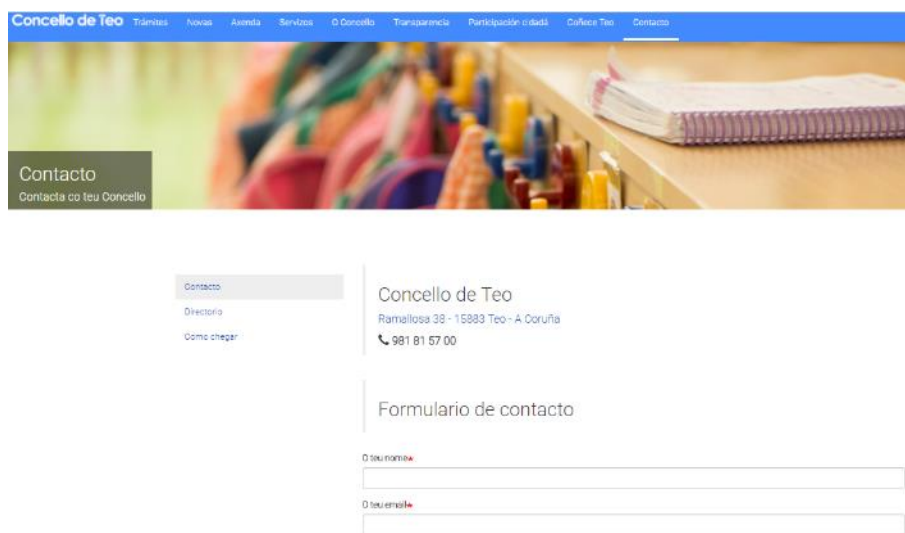 Concello de Teo Trámites Novas Axenda Servizos O Concello Transparencia Participación cidadá Coñece Teo Contacto
Contacto
Contacta co teu Concello
Contacto
Directorio
Como chegar
Concello de Teo
Ramallosa 38 - 15883 Teo - A Coruña
981 81 57 00
Formulario de contacto
O teu nome*
O teu email*